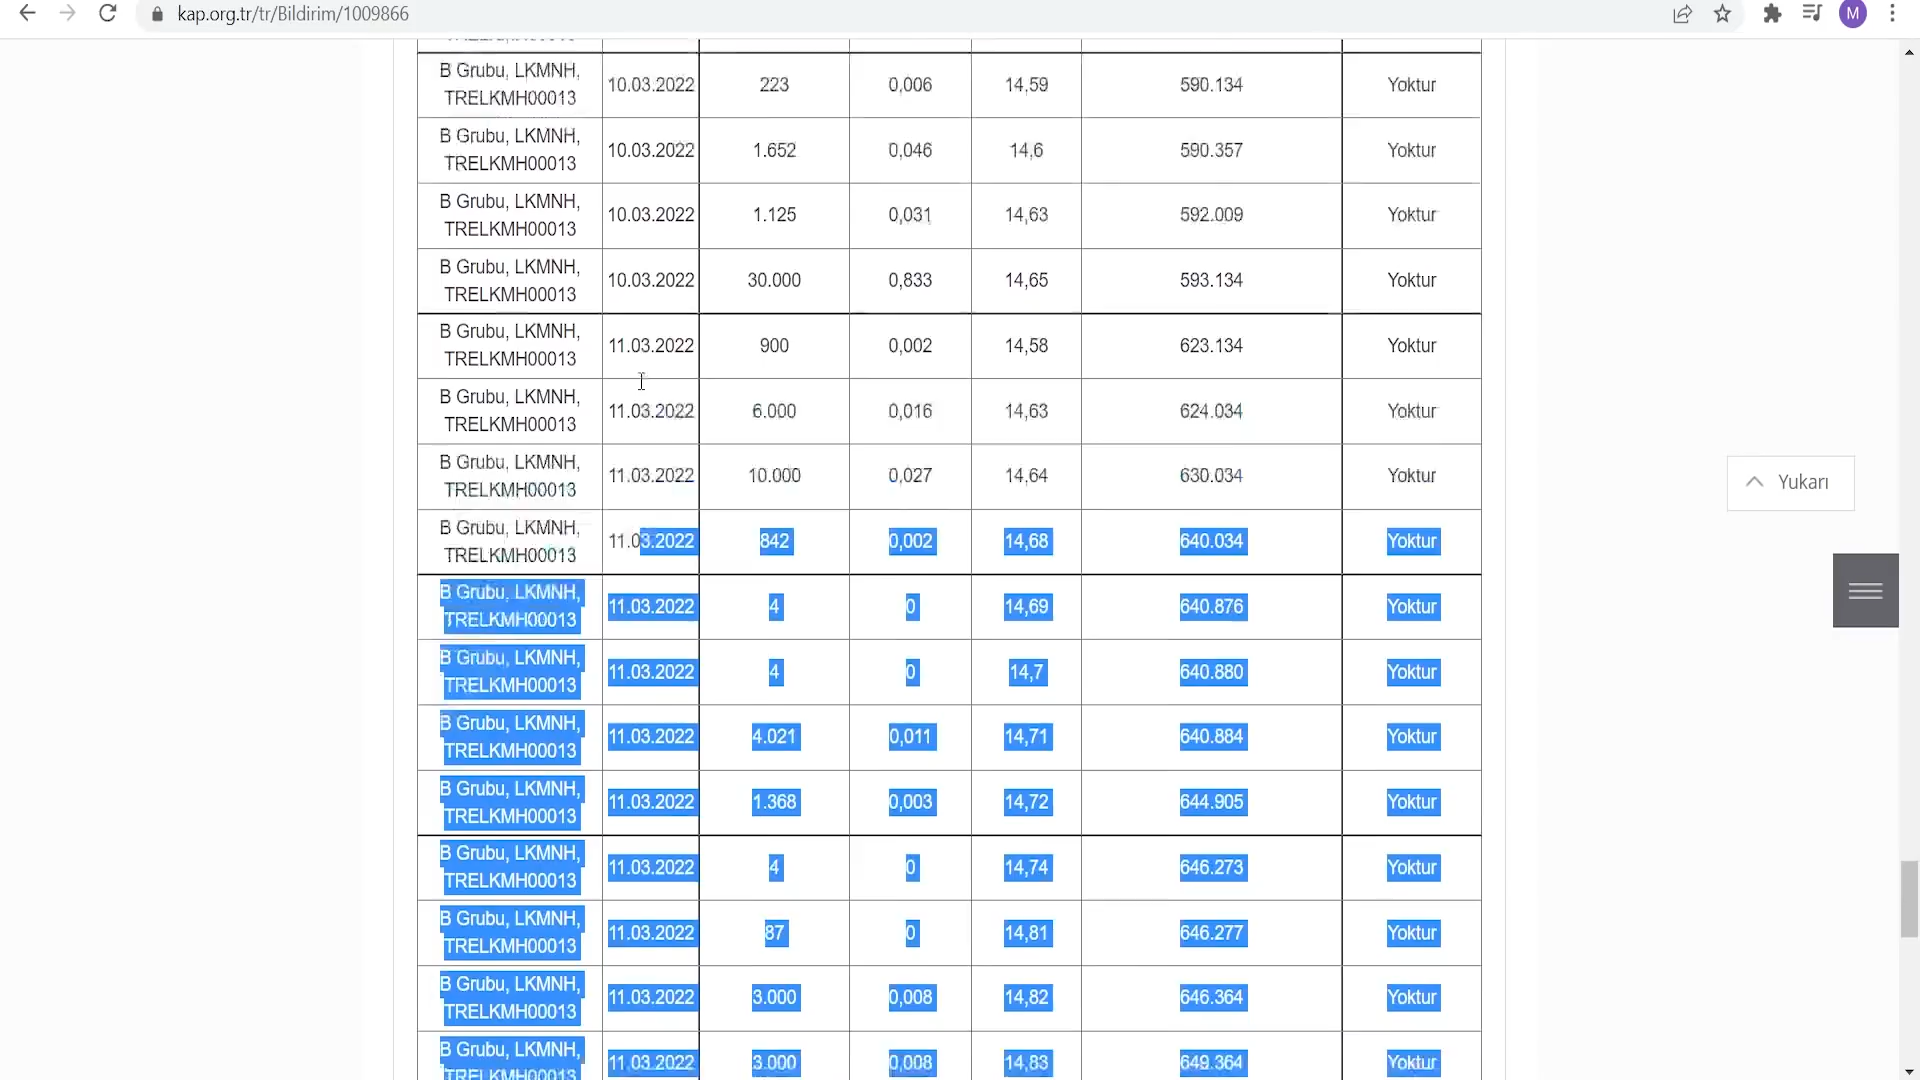 kap.org.tr/tr/Bildirim/1009866
M
B Grubu, LKMNH,
TRELKMH00013
10.03.2022 223 0,006 14,59 590.134 Yoktur
B Grubu, LKMNH,
TRELKMH00013
10.03.2022 1.652 0,046 14,6 590.357 Yoktur
B Grubu, LKMNH,
TRELKMH00013
10.03.2022 1.125 0,031 14,63 592.009 Yoktur
B Grubu, LKMNH,
TRELKMH00013
10.03.2022 30.000 0,833 14,65 593.134 Yoktur
B Grubu, LKMNH,
TRELKMH00013
11.03.2022 900 0,002 14,58 623.134 Yoktur
B Grubu, LKMNH,
TRELKMH00013
11.03.2022 6.000 0,016 14,63 624.034 Yoktur
B Grubu, LKMNH,
TRELKMH00013
11.03.2022 10.000 0,027 14,64 630.034 Yoktur
B Grubu, LKMNH,
TRELKMH00013
11.03.2022 842 0,002 14,68 640.034 Yoktur
B Grubu, LKMNH,
TRELKMH00013
11.03.2022 4 0 14,69 640.876 Yoktur
B Grubu, LKMNH,
TRELKMH00013
11.03.2022 4 0 14,7 640.880 Yoktur
B Grubu, LKMNH,
TRELKMH00013
11.03.2022 4.021 0,011 14,71 640.884 Yoktur
B Grubu, LKMNH,
TRELKMH00013
11.03.2022 1.368 0,003 14,72 644.905 Yoktur
B Grubu, LKMNH,
TRELKMH00013
11.03.2022 4 0 14,74 646.273 Yoktur
B Grubu, LKMNH,
TRELKMH00013
11.03.2022 87 0 14,81 646.277 Yoktur
B Grubu, LKMNH,
TRELKMH00013
11.03.2022 3.000 0,008 14,82 646.364 Yoktur
B Grubu, LKMNH,
TRELKMH00013
11.03.2022 3.000 0,008 14,83 649.364 Yoktur
Yukarı